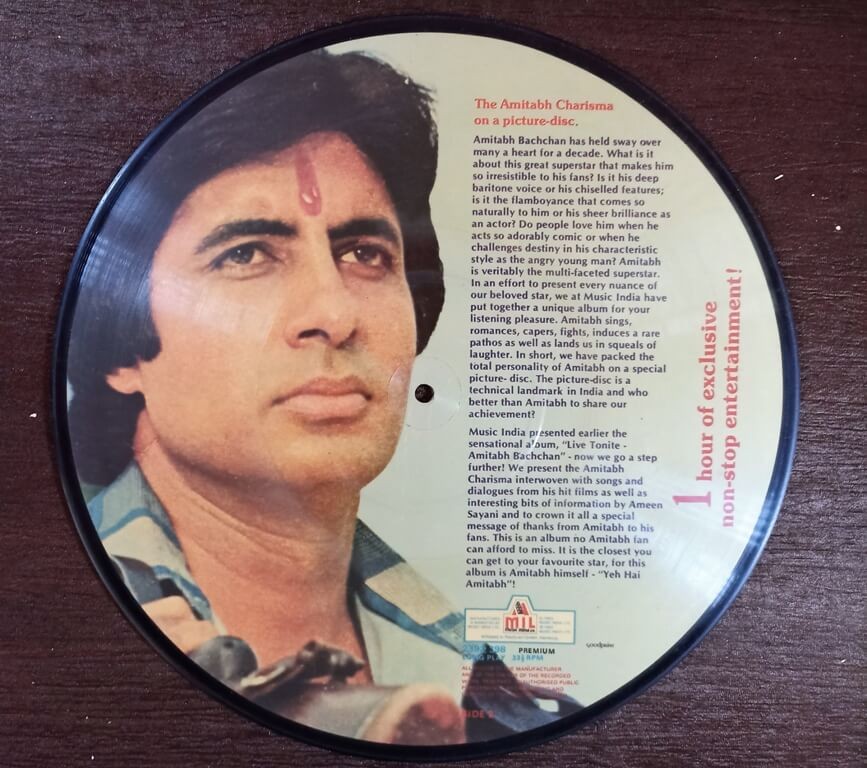 The Amitabh Charisma
on a picture-disc.
Amitabh Bachchan has held sway over
many a heart for a decade. What is it
about this great superstar that makes him
so irresistible to his fans? Is it his deep
baritone voice or his chiselled features;
is it the flamboyance that comes so
naturally to him or his sheer brilliance as
an actor? Do people love him when he
acts so adorably comic or when he
challenges destiny in his characteristic
style as the angry young man? Amitabh
is veritably the multi-faceted superstar.
In an effort to present every nuance of
our beloved star, we at Music India have
put together a unique album for your
listening pleasure. Amitabh sings,
romances, capers, fights, induces a rare
pathos as well as lands us in squeals of
laughter. In short, we have packed the
total personality of Amitabh on a special
picture- disc. The picture-disc is a
technical landmark in India and who
better than Amitabh to share our
achievement?
Music India presented earlier the
sensational album, "Live Tonite -
Amitabh Bachchan" - now we go a step
further! We present the Amitabh
Charisma interwoven with songs and
dialogues from his hit films as well as
interesting bits of information by Ameen
Sayani and to crown it all a special
message of thanks from Amitabh to his
fans. This is an album no Amitabh fan
can afford to miss. It is the closest you
can get to your favourite star, for this
album is Amitabh himself - "Yeh Hai
Amitabh"!
1 hour of exclusive
non-stop entertainment!
MIL
PREMIUM
PLAY 33⅓ RPM
MANUFACTURER
OF THE RECORDED
PUBLIC
AND
SIDE